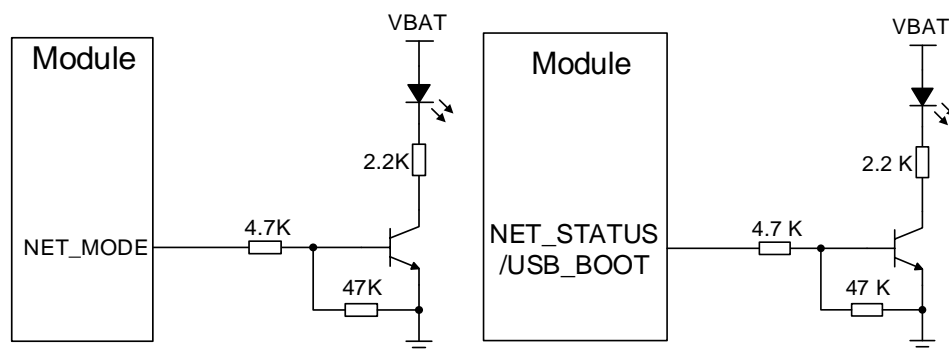 VBAT
Module
2.2K
4.7K
NET_MODE
47K
VBAT
Module
2.2 K
4.7 K
NET_STATUS
/USB_BOOT
47 K